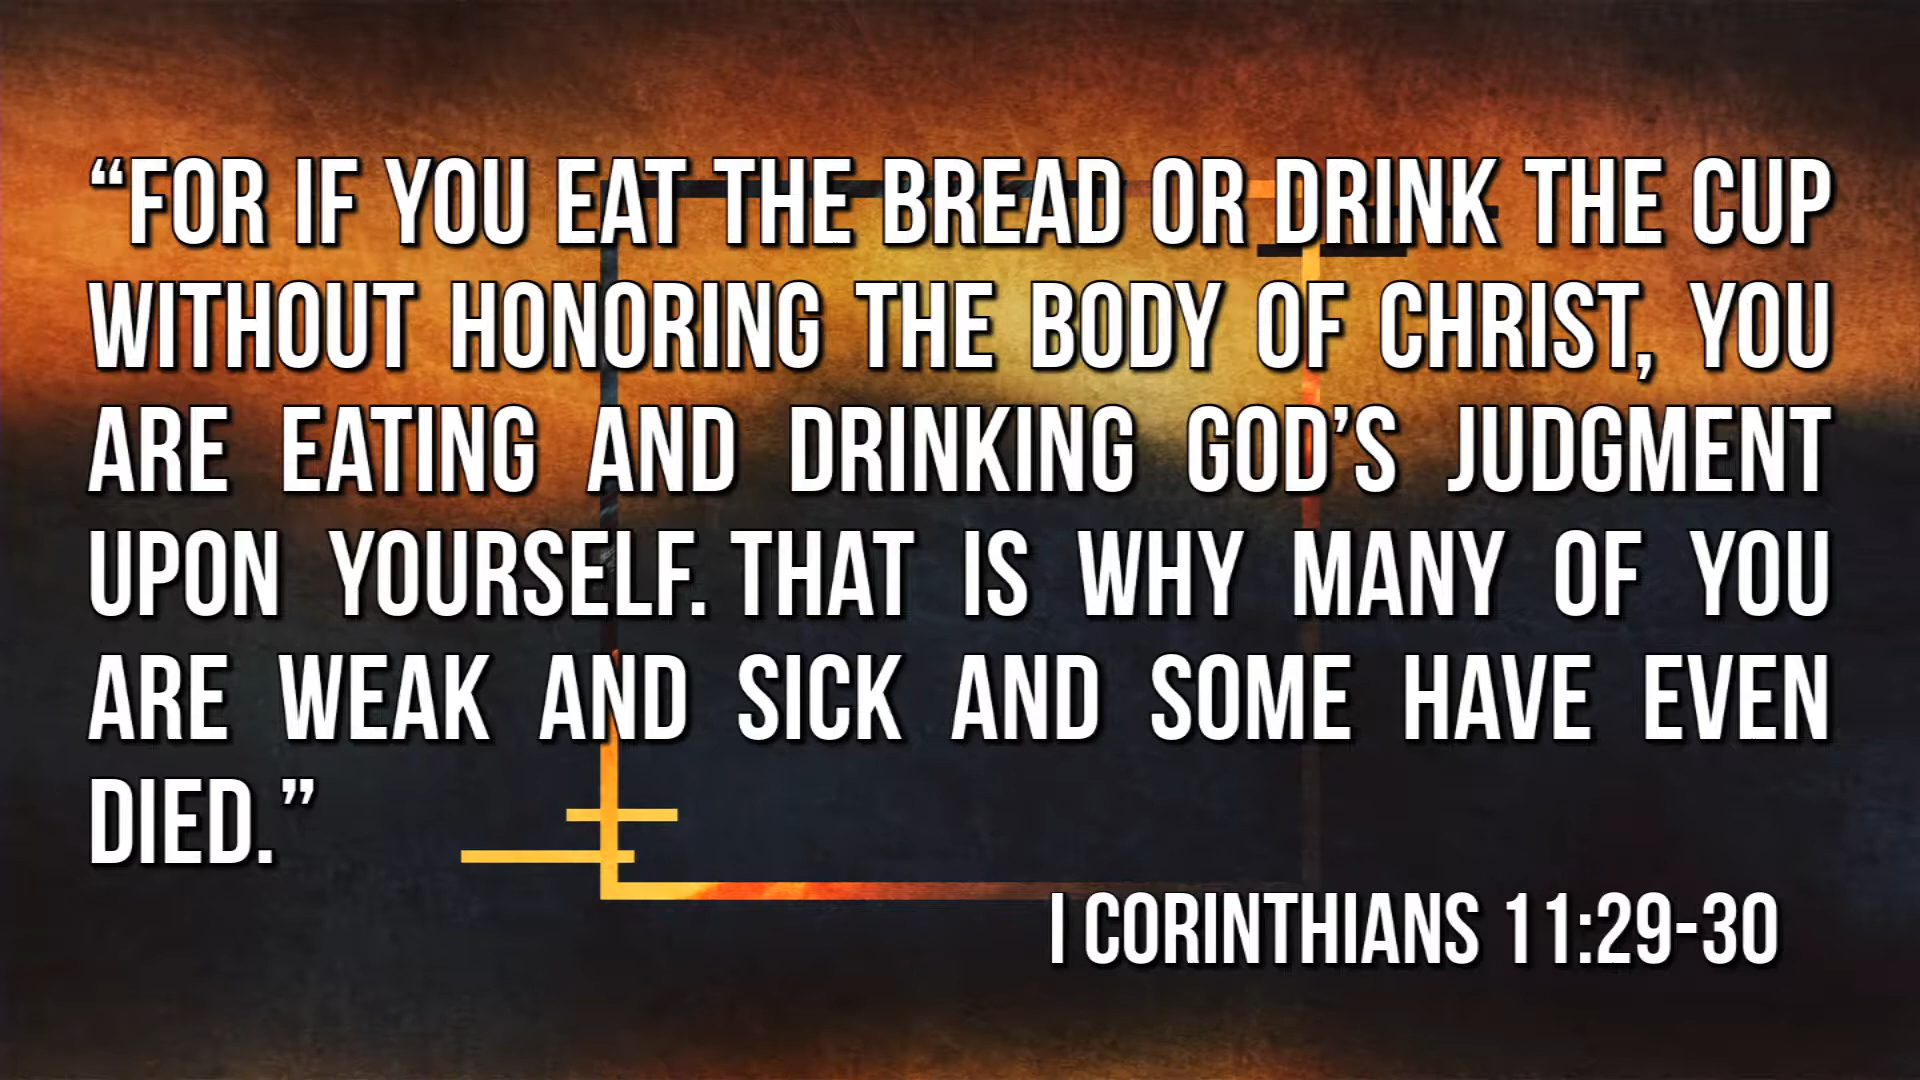 “FOR IF YOU EAT THE BREAD OR DRINK THE CUP
WITHOUT HONORING THE BODY OF CHRIST, YOU
ARE EATING AND DRINKING GOD’S JUDGMENT
UPON YOURSELF. THAT IS WHY MANY OF YOU
ARE WEAK AND SICK AND SOME HAVE EVEN
DIED.”
I CORINTHIANS 11:29-30